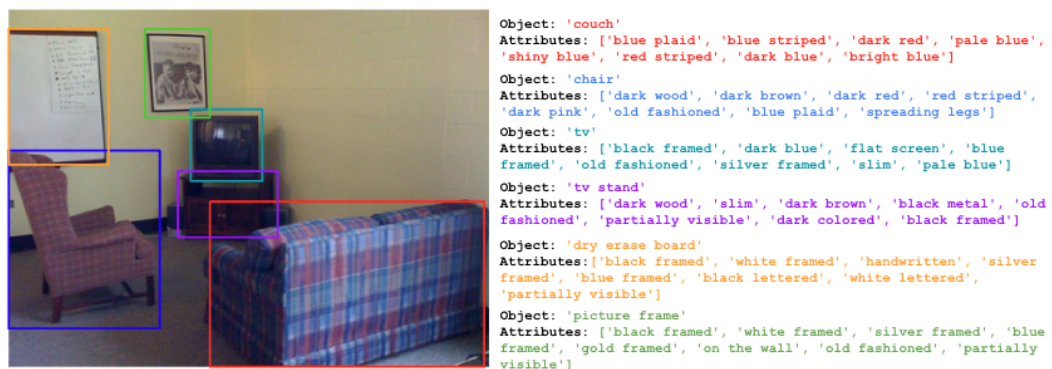 Object: 'couch'
Attributes: ['blue plaid', 'blue striped', 'dark red', 'pale blue',
'shiny blue', 'red striped', 'dark blue', 'bright blue']
Object: 'chair'
Attributes: ['dark wood', 'dark brown', 'dark red', 'red striped',
'dark pink', 'old fashioned', 'blue plaid', 'spreading legs']
Object: 'tv'
Attributes: ['black framed', 'dark blue', 'flat screen', 'blue
framed', 'old fashioned', 'silver framed', 'slim', 'pale blue']
Object: 'tv stand'
Attributes: ['dark wood', 'slim', 'dark brown', 'black metal', 'old
fashioned', 'partially visible', 'dark colored', 'black framed']
Object: 'dry erase board'
Attributes:['black framed', 'white framed', 'handwritten', 'silver
framed', 'blue framed', 'black lettered', 'white lettered',
'partially visible']
Object: 'picture frame'
Attributes: ['black framed', 'white framed', 'silver framed', 'blue
framed', 'gold framed', 'on the wall', 'old fashioned', 'partially
visible']